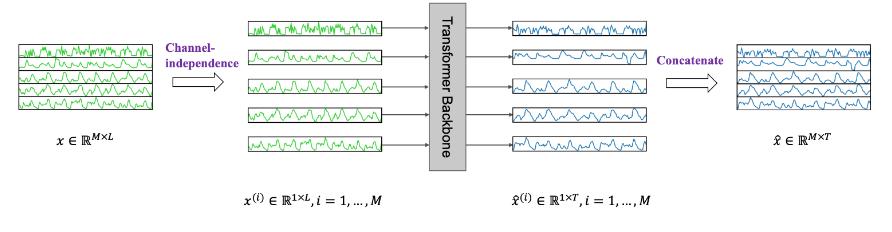 Channel-
independence
Transformer Backbone
Concatenate
x ∈ ℝ^{M×L}
x̂ ∈ ℝ^{M×T}
x^{(i)} ∈ ℝ^{1×L}, i = 1, …, M
x̂^{(i)} ∈ ℝ^{1×T}, i = 1, …, M